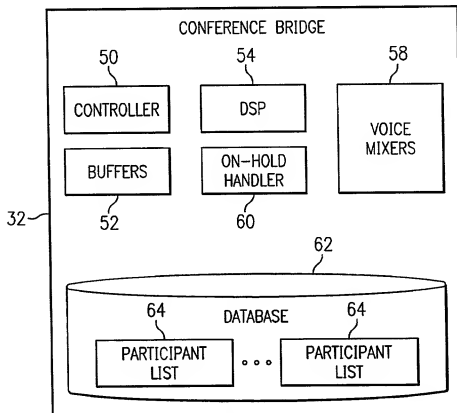 CONFERENCE BRIDGE
50
54
58
CONTROLLER
DSP
VOICE
MIXERS
BUFFERS
ON-HOLD
HANDLER
32
52
60
62
DATABASE
64
64
PARTICIPANT
LIST
PARTICIPANT
LIST